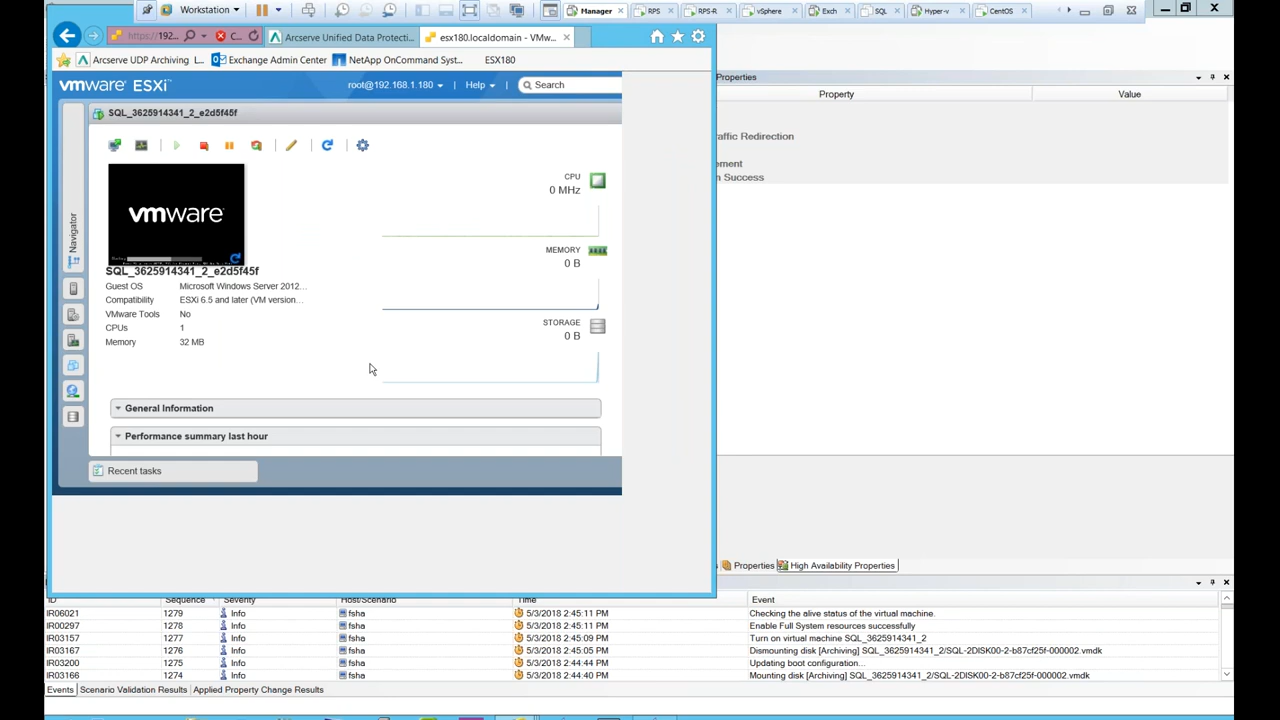 Workstation
Manager
RPS
RPS-R
vSphere
Exch
SQL
Hyper-v
CentOS
https://192...
C...
Arcserve Unified Data Protecti...
esx180.localdomain - VMw...
Arcserve UDP Archiving L...
Exchange Admin Center
NetApp OnCommand Syst...
ESX180
vmware ESXi
root@192.168.1.180
Help
Search
Properties
Property
Value
affic Redirection
ement
n Success
SQL_3625914341_2_e2d5f45f
Navigator
vmware
CPU
0 MHz
MEMORY
0 B
STORAGE
0 B
SQL_3625914341_2_e2d5f45f
Guest OS Microsoft Windows Server 2012...
Compatibility ESXi 6.5 and later (VM version...
VMware Tools No
CPUs 1
Memory 32 MB
General Information
Performance summary last hour
Recent tasks
Properties
High Availability Properties
ID Sequence Severity Host/Scenario Time Event
IR06021 1279 Info fsha 5/3/2018 2:45:11 PM Checking the alive status of the virtual machine.
IR00297 1278 Info fsha 5/3/2018 2:45:11 PM Enable Full System resources successfully
IR03157 1277 Info fsha 5/3/2018 2:45:09 PM Turn on virtual machine SQL_3625914341_2
IR03167 1276 Info fsha 5/3/2018 2:45:05 PM Dismounting disk [Archiving] SQL_3625914341_2/SQL-2DISK00-2-b87cf25f-000002.vmdk
IR03200 1275 Info fsha 5/3/2018 2:44:44 PM Updating boot configuration...
IR03166 1274 Info fsha 5/3/2018 2:44:40 PM Mounting disk [Archiving] SQL_3625914341_2/SQL-2DISK00-2-b87cf25f-000002.vmdk
Events
Scenario Validation Results
Applied Property Change Results